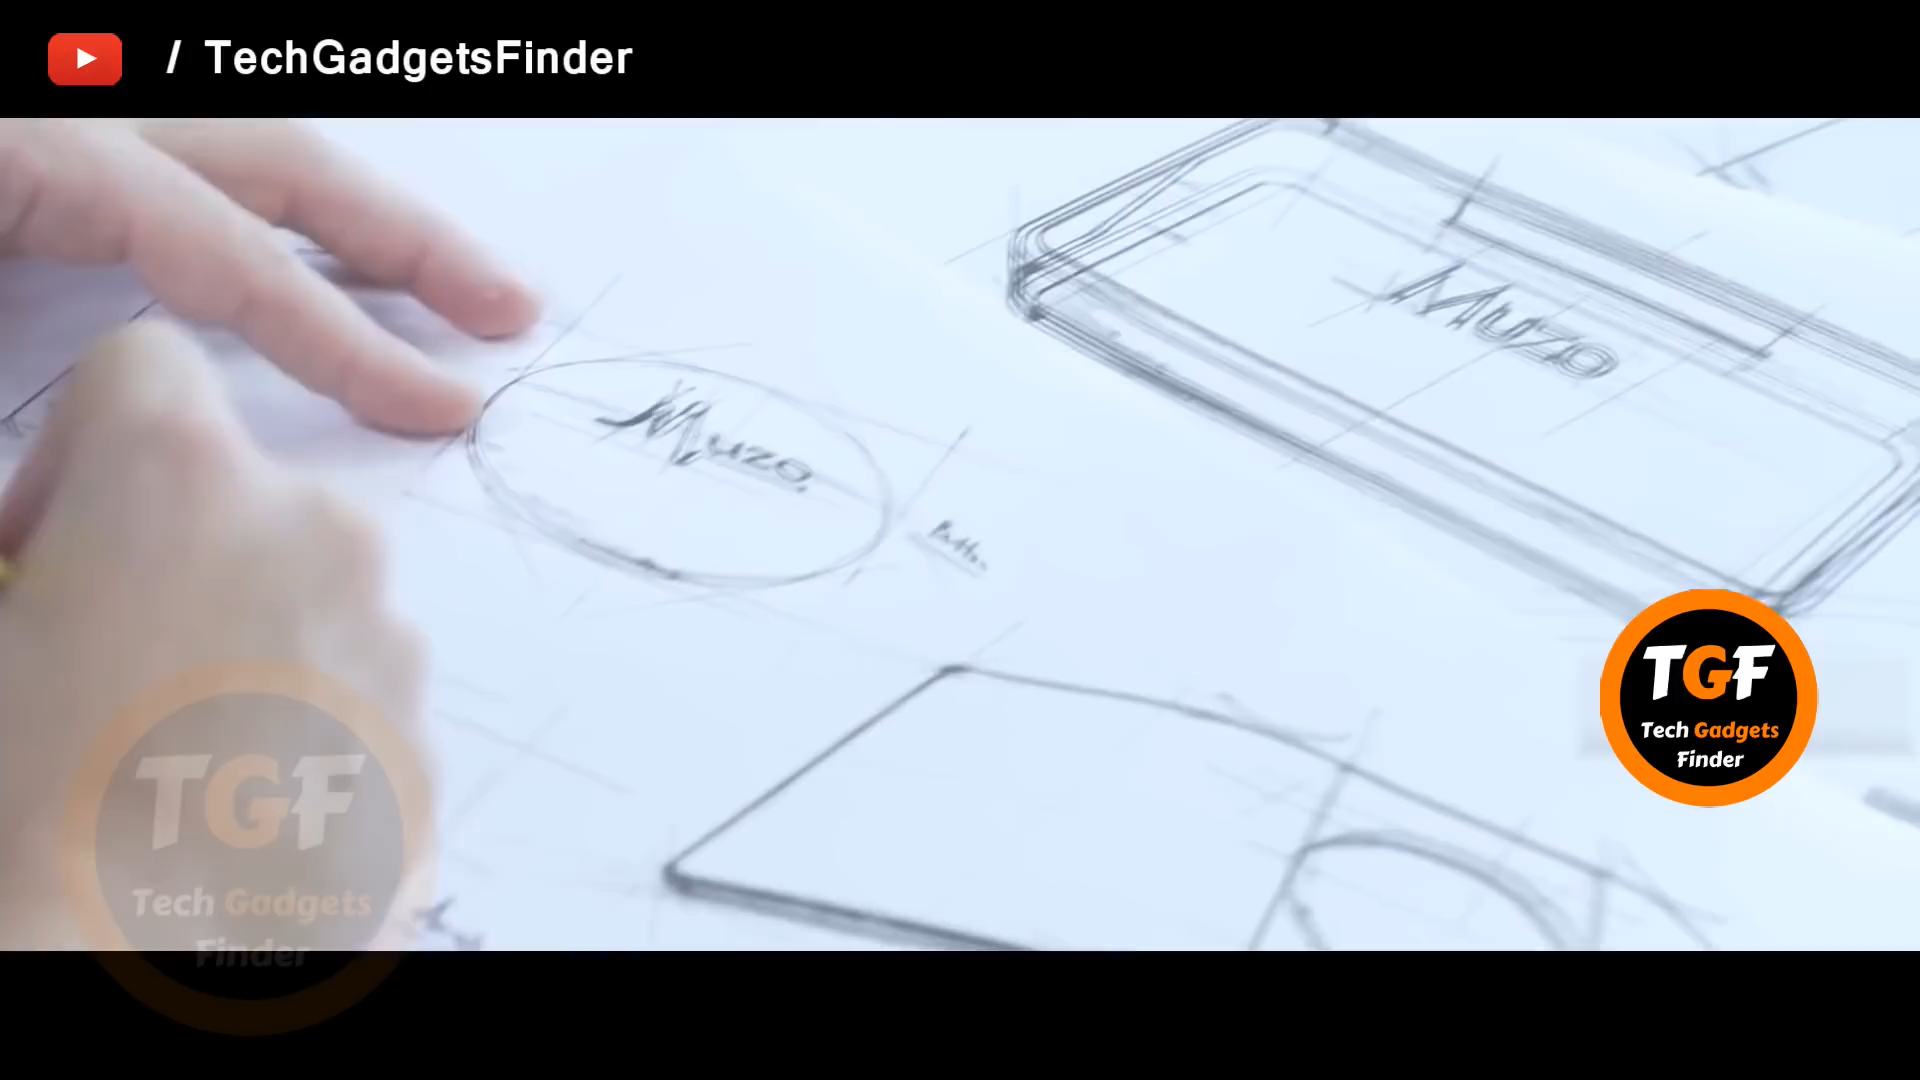 / TechGadgetsFinder
Muzo
Muzo
TGF
Tech Gadgets
Finder
TGF
Tech Gadgets
Finder